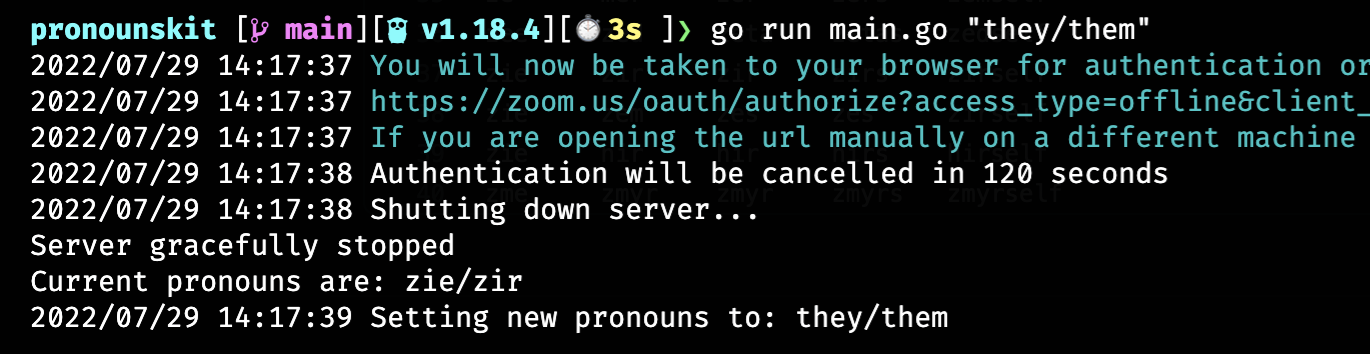 pronounskit [ main][ v1.18.4][⏱3s ]❯ go run main.go "they/them"
2022/07/29 14:17:37 You will now be taken to your browser for authentication or
2022/07/29 14:17:37 https://zoom.us/oauth/authorize?access_type=offline&client_
2022/07/29 14:17:37 If you are opening the url manually on a different machine
2022/07/29 14:17:38 Authentication will be cancelled in 120 seconds
2022/07/29 14:17:38 Shutting down server...
Server gracefully stopped
Current pronouns are: zie/zir
2022/07/29 14:17:39 Setting new pronouns to: they/them